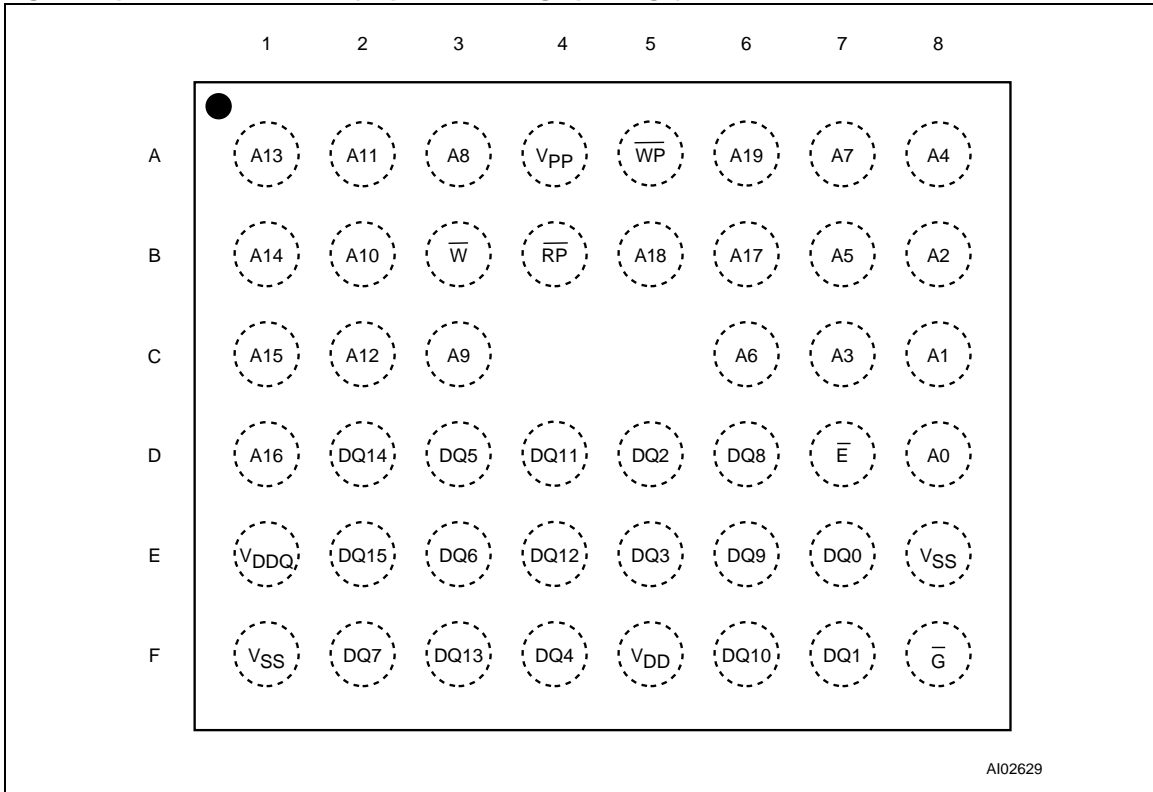 1 2 3 4 5 6 7 8
A A13 A11 A8 VPP W̅P̅ A19 A7 A4
B A14 A10 W̅ R̅P̅ A18 A17 A5 A2
C A15 A12 A9 A6 A3 A1
D A16 DQ14 DQ5 DQ11 DQ2 DQ8 E̅ A0
E VDDQ DQ15 DQ6 DQ12 DQ3 DQ9 DQ0 VSS
F VSS DQ7 DQ13 DQ4 VDD DQ10 DQ1 G̅
AI02629